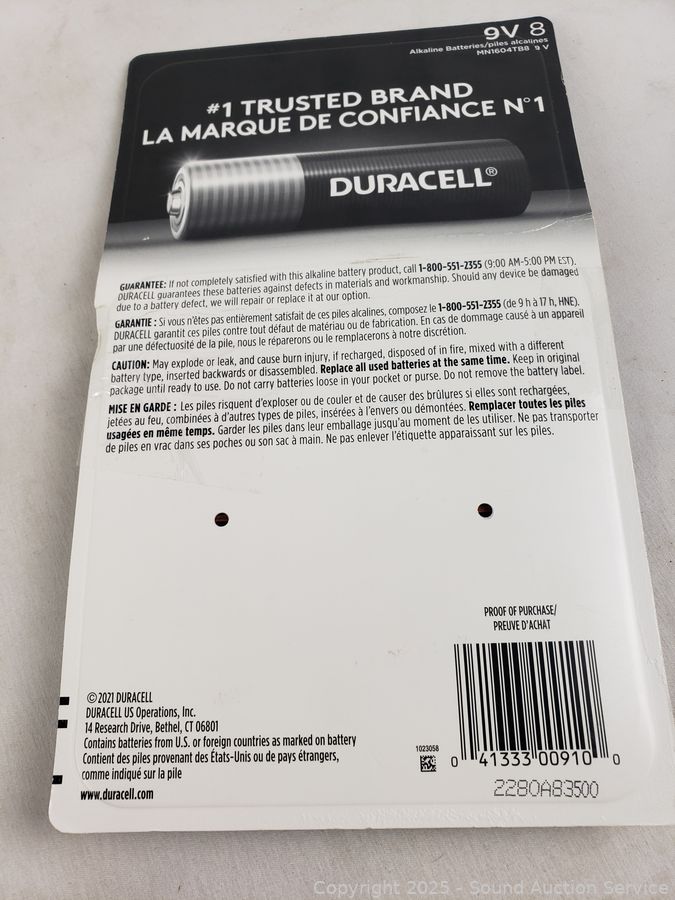 9V 8
Alkaline Batteries/piles alcalines
MN1604TB8 9 V
#1 TRUSTED BRAND
LA MARQUE DE CONFIANCE N°1
DURACELL®
GUARANTEE: If not completely satisfied with this alkaline battery product, call 1-800-551-2355 (9:00 AM-5:00 PM EST).
DURACELL guarantees these batteries against defects in materials and workmanship. Should any device be damaged
due to a battery defect, we will repair or replace it at our option.
GARANTIE : Si vous n'êtes pas entièrement satisfait de ces piles alcalines, composez le 1-800-551-2355 (de 9 h à 17 h, HNE).
DURACELL garantit ces piles contre tout défaut de matériau ou de fabrication. En cas de dommage causé à un appareil
par une défectuosité de la pile, nous le réparerons ou le remplacerons à notre discrétion.
CAUTION: May explode or leak, and cause burn injury, if recharged, disposed of in fire, mixed with a different
battery type, inserted backwards or disassembled. Replace all used batteries at the same time. Keep in original
package until ready to use. Do not carry batteries loose in your pocket or purse. Do not remove the battery label.
MISE EN GARDE : Les piles risquent d'exploser ou de couler et de causer des brûlures si elles sont rechargées,
jetées au feu, combinées à d'autres types de piles, insérées à l'envers ou démontées. Remplacer toutes les piles
usagées en même temps. Garder les piles dans leur emballage jusqu'au moment de les utiliser. Ne pas transporter
de piles en vrac dans ses poches ou son sac à main. Ne pas enlever l'étiquette apparaissant sur les piles.
PROOF OF PURCHASE/
PREUVE D'ACHAT
© 2021 DURACELL
DURACELL US Operations, Inc.
14 Research Drive, Bethel, CT 06801
Contains batteries from U.S. or foreign countries as marked on battery
Contient des piles provenant des États-Unis ou de pays étrangers,
comme indiqué sur la pile
www.duracell.com
1023058
0 41333 00910 0
2280A83500
Copyright 2025 - Sound Auction Service